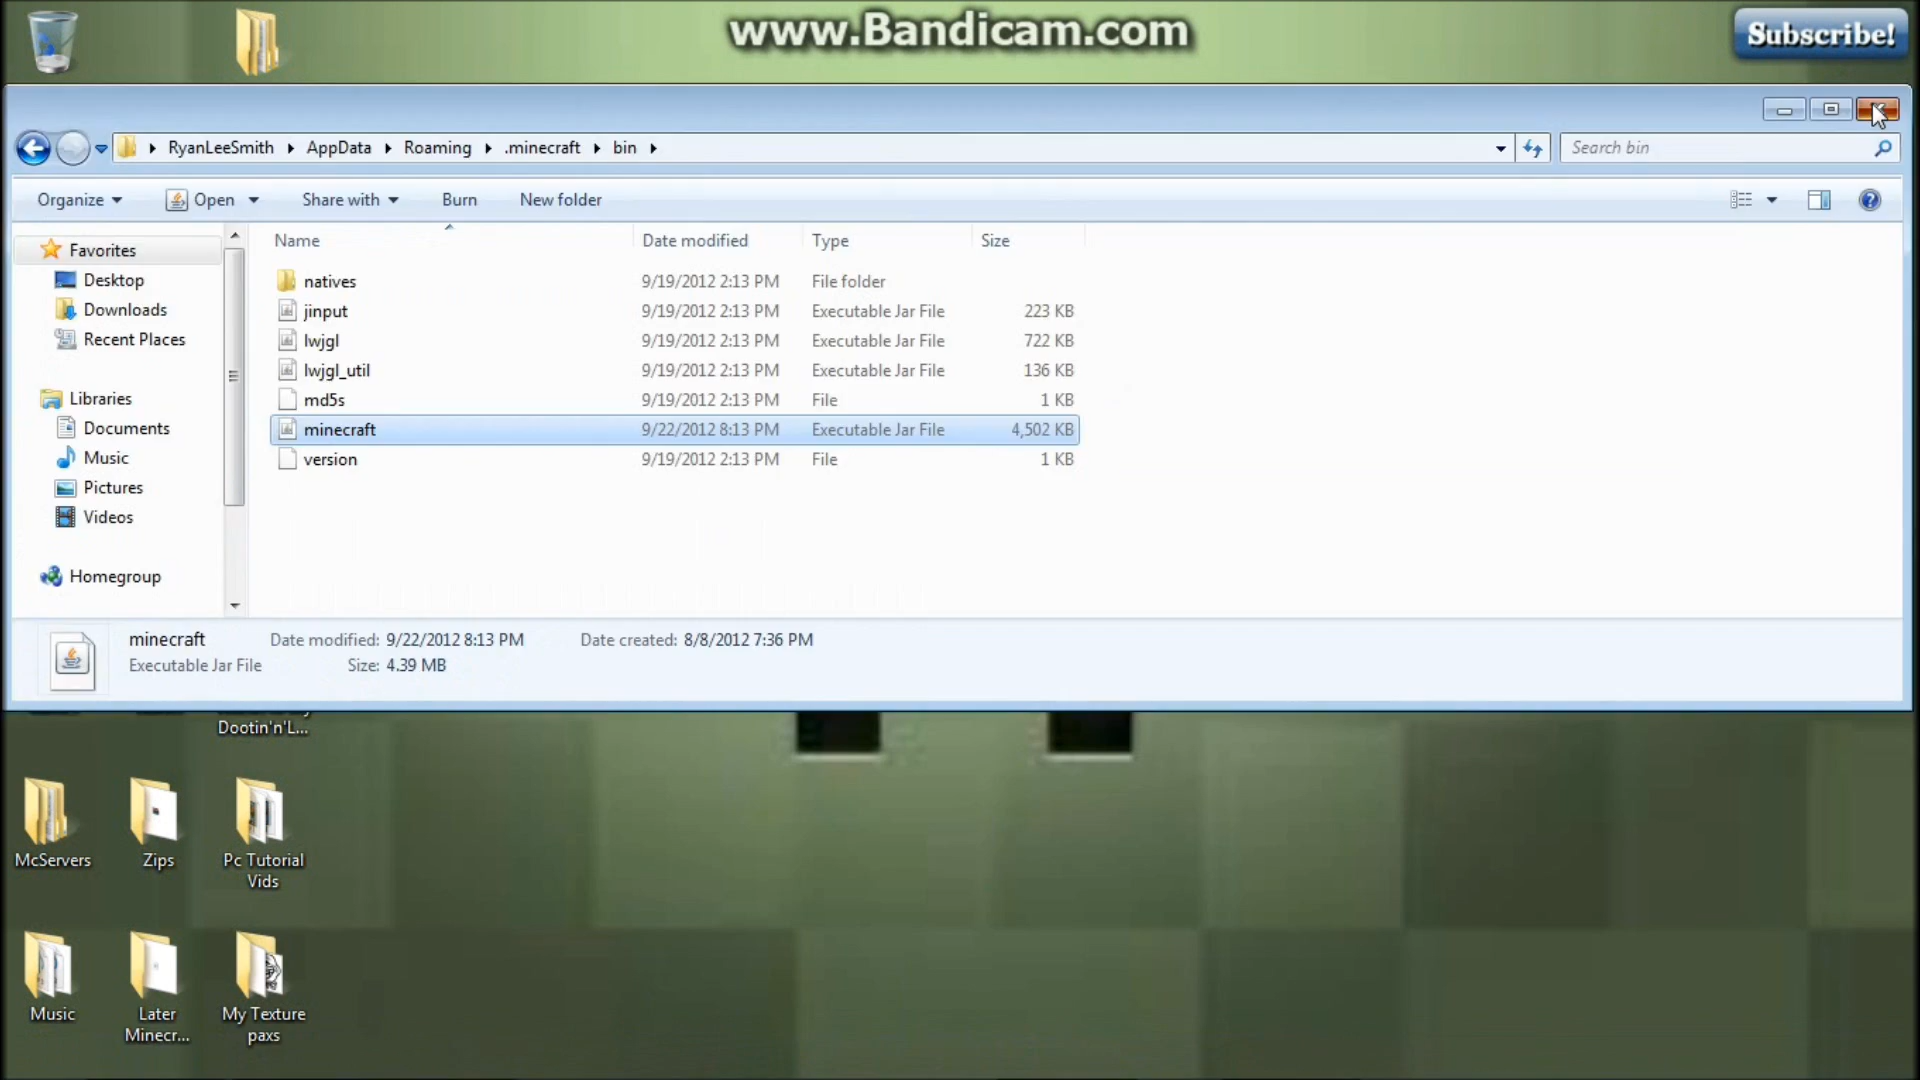 www.Bandicam.com
Subscribe!
RyanLeeSmith AppData Roaming .minecraft bin
Search bin
Organize Open Share with Burn New folder
Name Date modified Type Size
Favorites
Desktop
Downloads
Recent Places
Libraries
Documents
Music
Pictures
Videos
Homegroup
natives 9/19/2012 2:13 PM File folder
jinput 9/19/2012 2:13 PM Executable Jar File 223 KB
lwjgl 9/19/2012 2:13 PM Executable Jar File 722 KB
lwjgl_util 9/19/2012 2:13 PM Executable Jar File 136 KB
md5s 9/19/2012 2:13 PM File 1 KB
minecraft 9/22/2012 8:13 PM Executable Jar File 4,502 KB
version 9/19/2012 2:13 PM File 1 KB
minecraft Date modified: 9/22/2012 8:13 PM Date created: 8/8/2012 7:36 PM
Executable Jar File Size: 4.39 MB
Dootin'n'L...
McServers
Zips
Pc Tutorial
Vids
Music
Later
Minecr...
My Texture
paxs